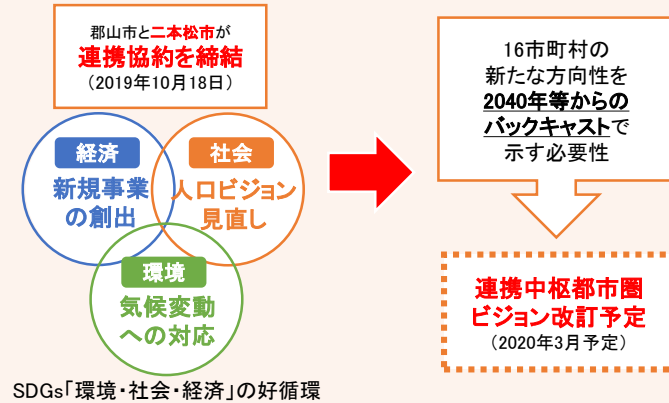 郡山市と二本松市が
連携協約を締結
（2019年10月18日）
経済
新規事業
の創出
社会
人口ビジョン
見直し
環境
気候変動
への対応
SDGs「環境・社会・経済」の好循環
16市町村の
新たな方向性を
2040年等からの
バックキャストで
示す必要性
連携中枢都市圏
ビジョン改訂予定
（2020年3月予定）